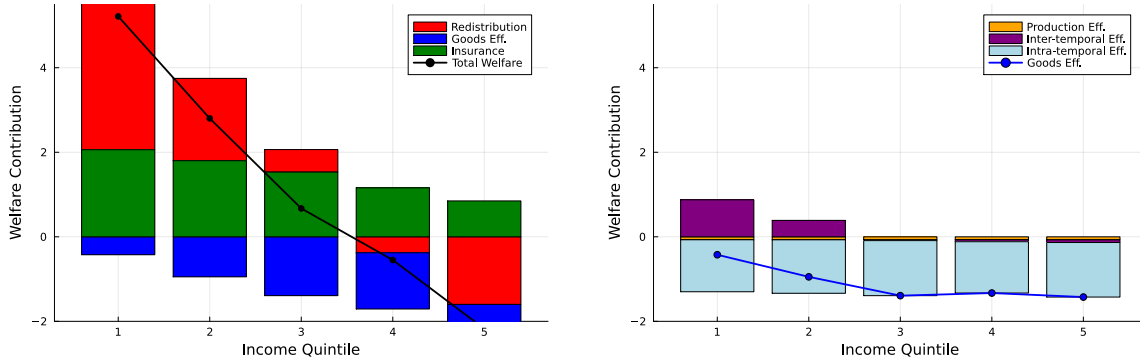 Redistribution
Goods Eff.
Insurance
Total Welfare
Welfare Contribution
4
2
0
−2
1
2
3
4
5
Income Quintile
Production Eff.
Inter-temporal Eff.
Intra-temporal Eff.
Goods Eff.
Welfare Contribution
4
2
0
−2
1
2
3
4
5
Income Quintile